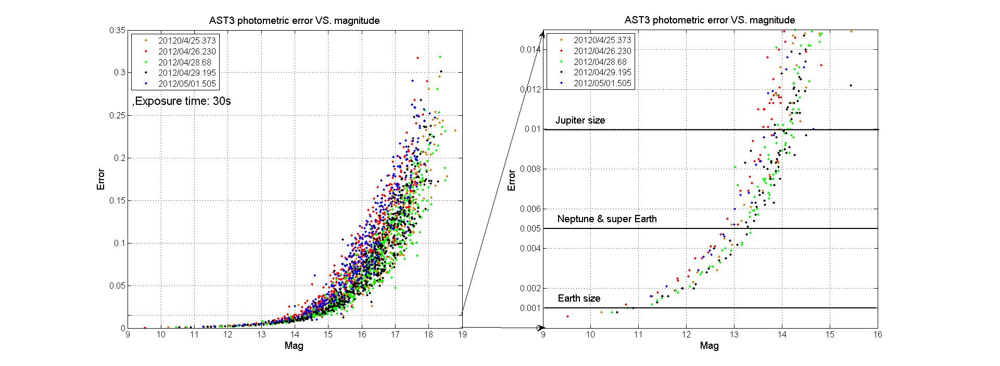 AST3 photometric error VS. magnitude
0.35
0.3
0.25
0.2
0.15
0.1
0.05
0
Error
20120/4/25.373
2012/04/26.230
2012/04/28.68
2012/04/29.195
2012/05/01.505
,Exposure time: 30s
9 10 11 12 13 14 15 16 17 18 19
Mag
AST3 photometric error VS. magnitude
0.014
0.012
0.01
0.008
0.006
0.005
0.004
0.002
0.001
Error
20120/4/25.373
2012/04/26.230
2012/04/28.68
2012/04/29.195
2012/05/01.505
Jupiter size
Neptune & super Earth
Earth size
9 10 11 12 13 14 15 16
Mag